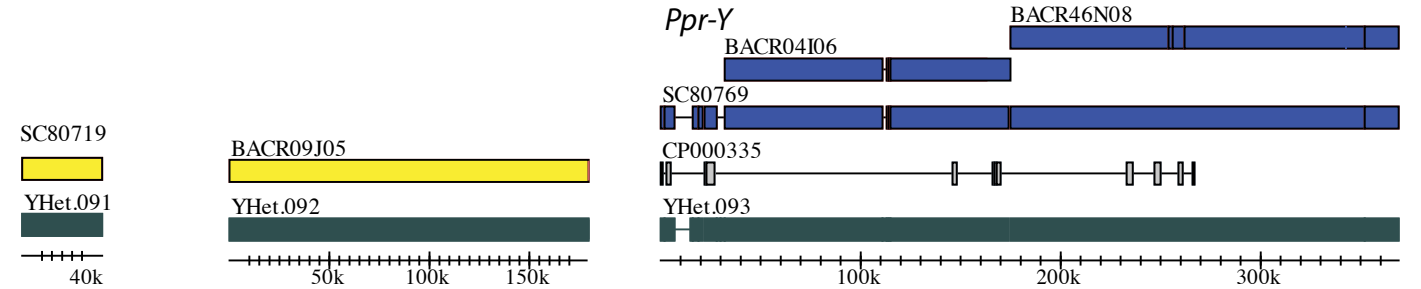 SC80719
YHet.091
40k
BACR09J05
YHet.092
50k 100k 150k
Ppr-Y
BACR46N08
BACR04I06
SC80769
CP000335
YHet.093
100k 200k 300k